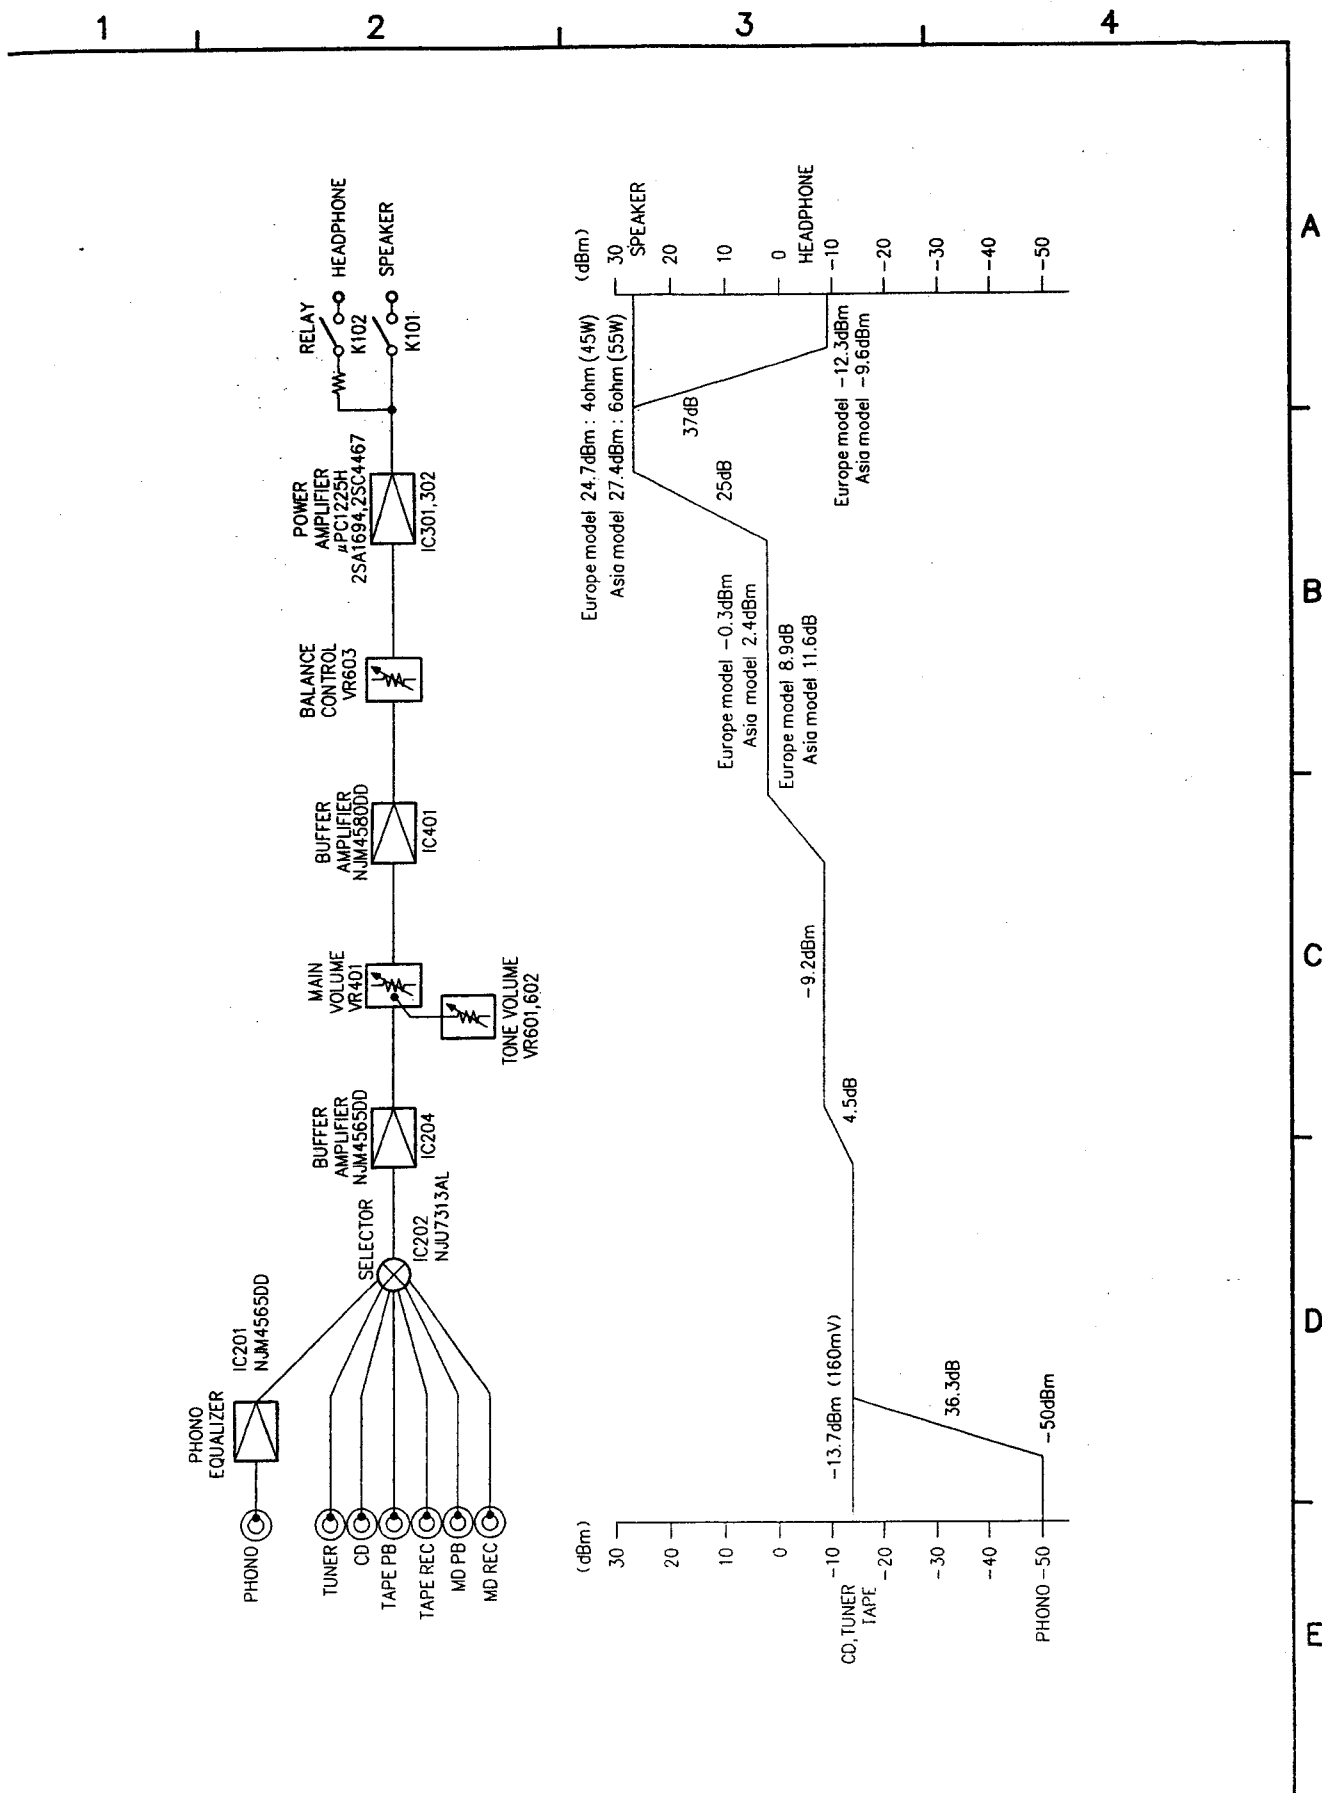 1
2
3
4
A
B
C
D
E
RELAY
HEADPHONE
K102
SPEAKER
K101
POWER
AMPLIFIER
μPC1225H
2SA1694,2SC4467
IC301,302
BALANCE
CONTROL
VR603
BUFFER
AMPLIFIER
NJM4580DD
IC401
MAIN
VOLUME
VR401
TONE VOLUME
VR601,602
BUFFER
AMPLIFIER
NJM4565DD
IC204
SELECTOR
IC202
NJU7313AL
IC201
NJM4565DD
PHONO
EQUALIZER
PHONO
TUNER
CD
TAPE PB
TAPE REC
MD PB
MD REC
(dBm)
30
20
10
0
-10
-20
-30
-40
-50
SPEAKER
HEADPHONE
Europe model 24.7dBm : 4ohm (45W)
Asia model 27.4dBm : 6ohm (55W)
37dB
25dB
Europe model -12.3dBm
Asia model -9.6dBm
Europe model -0.3dBm
Asia model 2.4dBm
Europe model 8.9dB
Asia model 11.6dB
-9.2dBm
4.5dB
-13.7dBm (160mV)
36.3dB
-50dBm
(dBm)
30
20
10
0
-10
-20
-30
-40
PHONO -50
CD,TUNER
TAPE